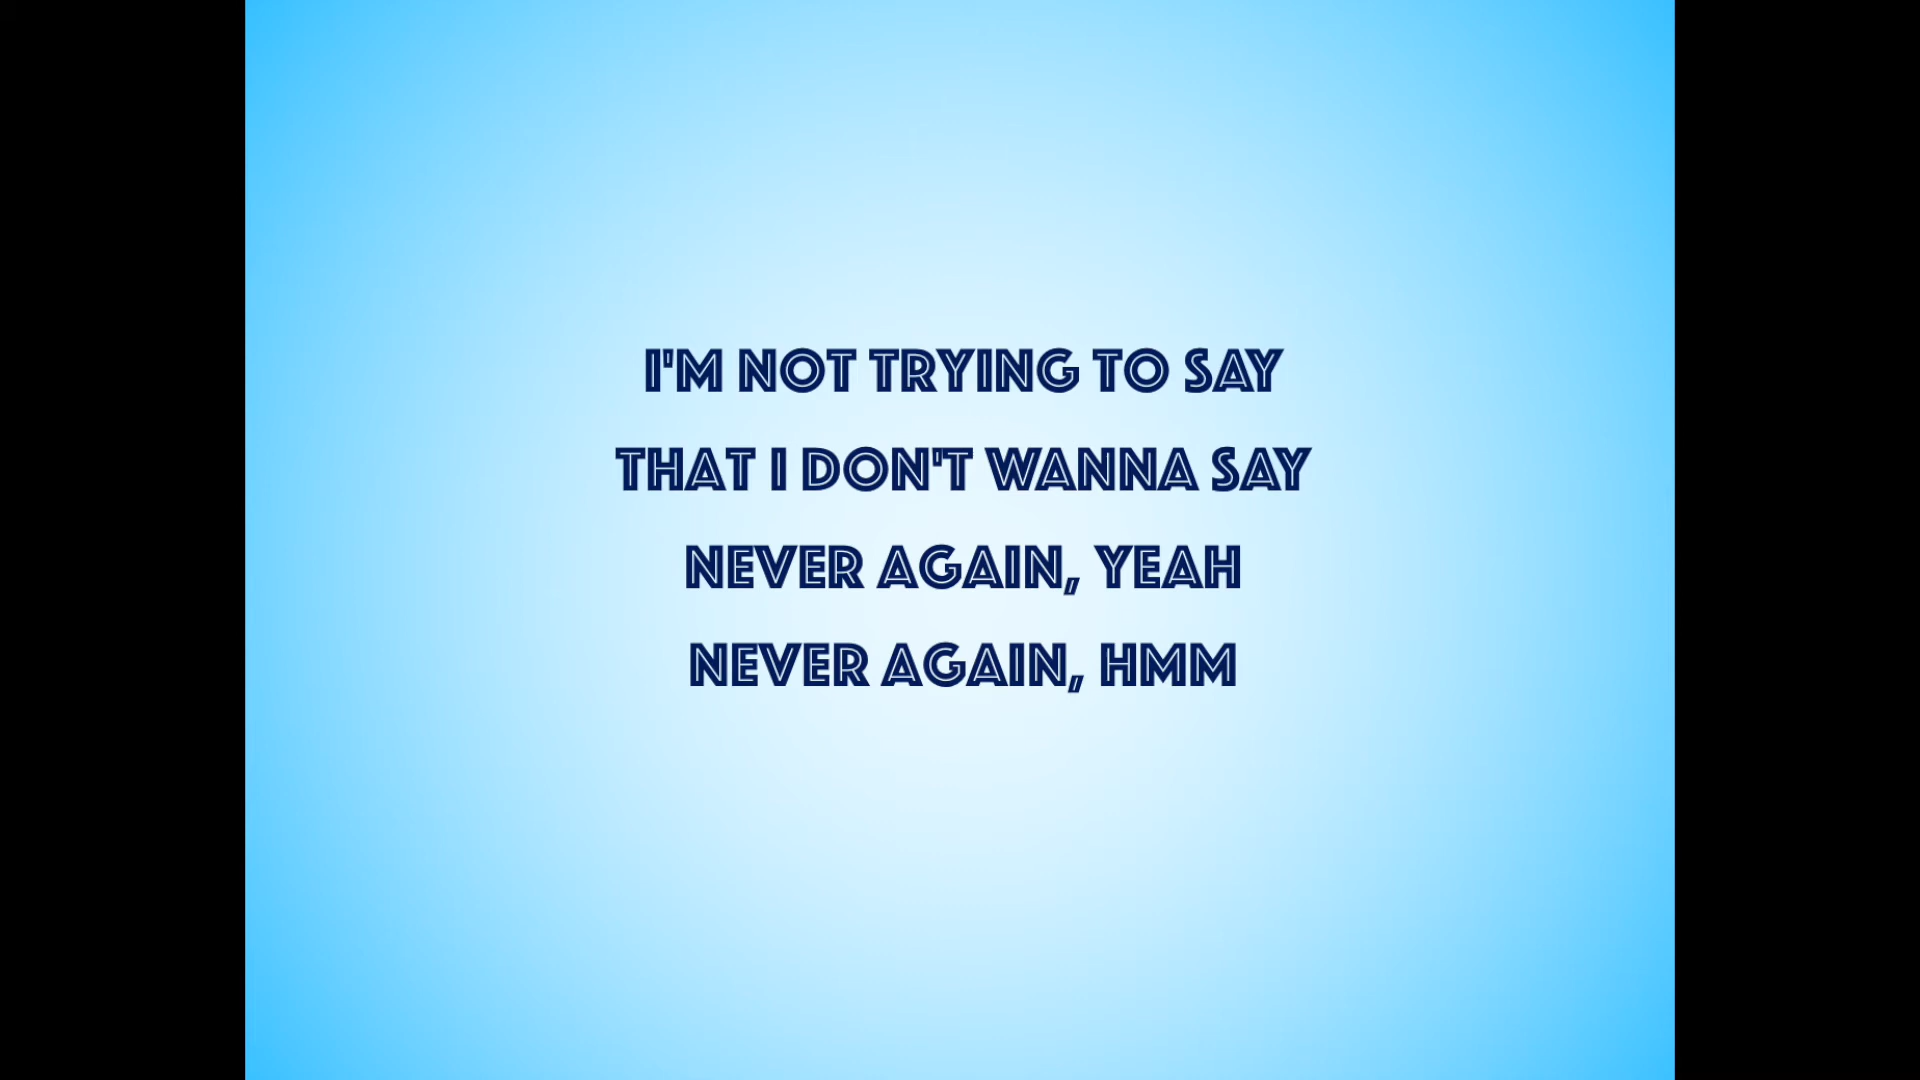 I'M NOT TRYING TO SAY
THAT I DON'T WANNA SAY
NEVER AGAIN, YEAH
NEVER AGAIN, HMM